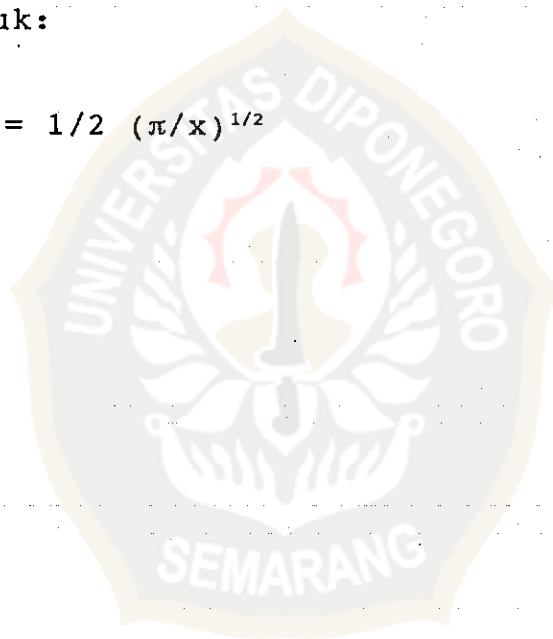 uk:
= 1/2 (π/x)^{1/2}
UNIVERSITAS DIPONEGORO
SEMARANG